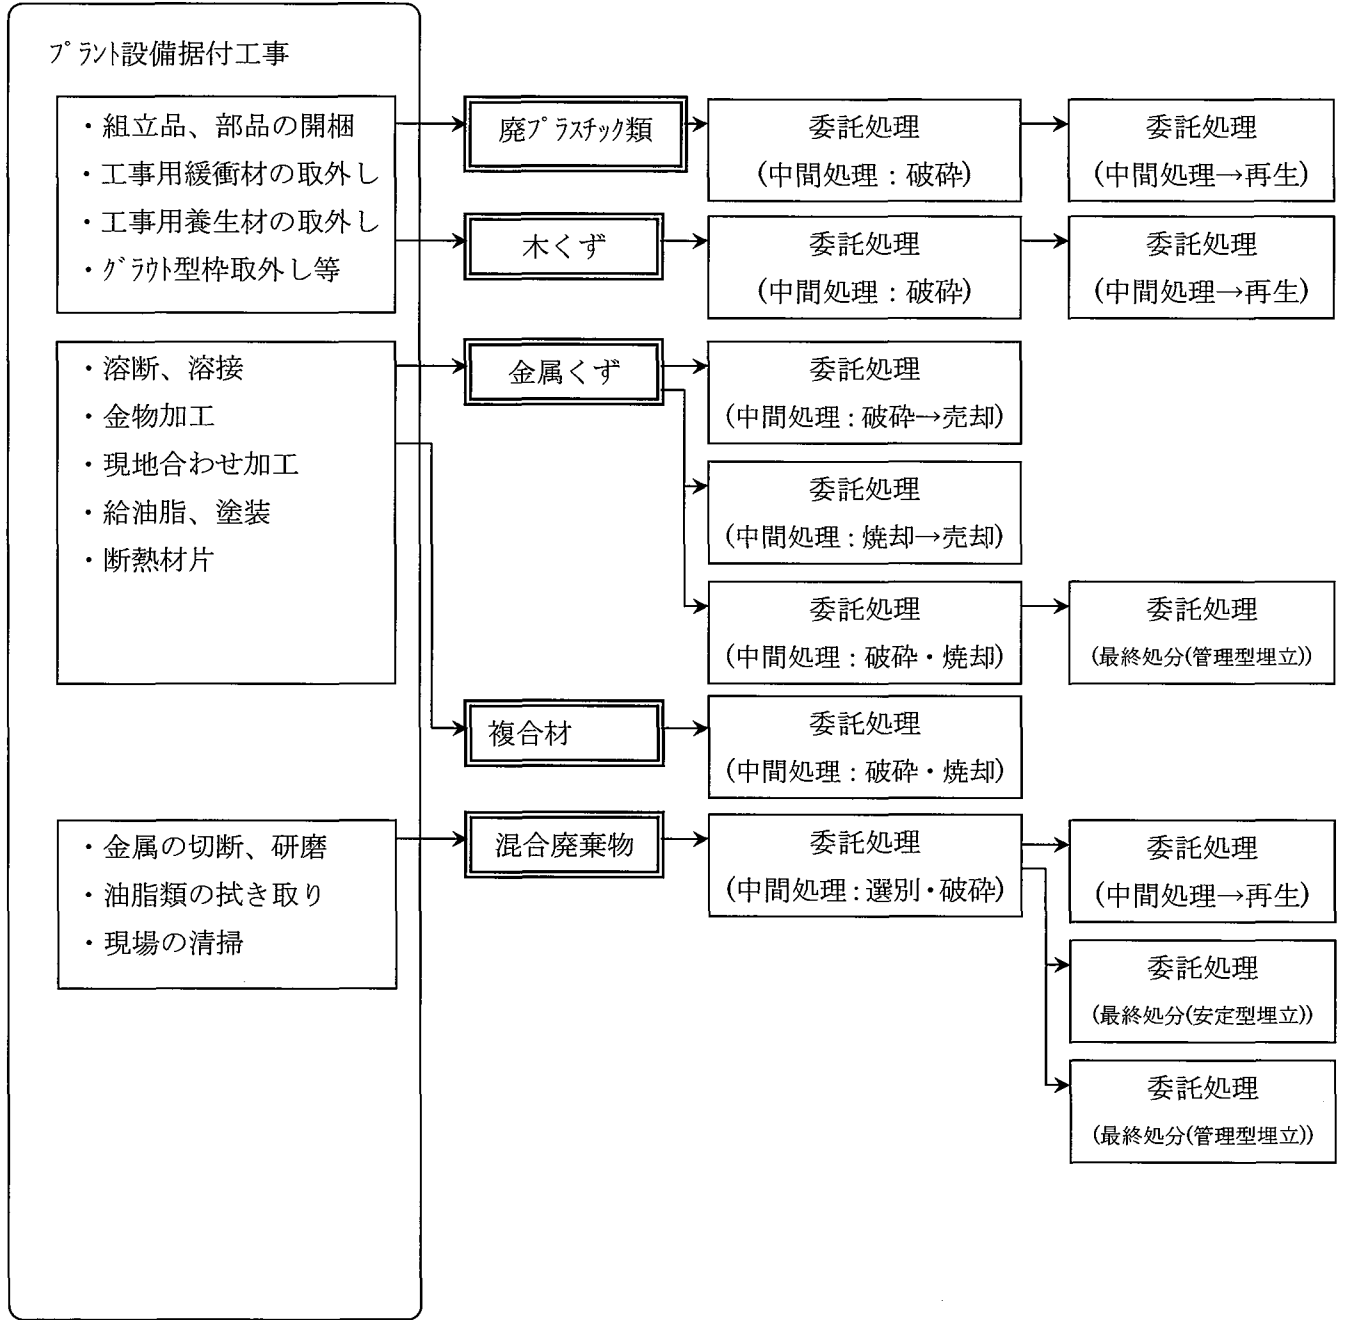 ﾌﾟﾗﾝﾄ設備据付工事
・組立品、部品の開梱
・工事用緩衝材の取外し
・工事用養生材の取外し
・ｸﾞﾗｳﾄ型枠取外し等
廃ﾌﾟﾗｽﾁｯｸ類
委託処理
(中間処理：破砕)
委託処理
(中間処理→再生)
木くず
委託処理
(中間処理：破砕)
委託処理
(中間処理→再生)
・溶断、溶接
・金物加工
・現地合わせ加工
・給油脂、塗装
・断熱材片
金属くず
委託処理
(中間処理：破砕→売却)
委託処理
(中間処理：焼却→売却)
委託処理
(中間処理：破砕・焼却)
委託処理
(最終処分(管理型埋立))
複合材
委託処理
(中間処理：破砕・焼却)
・金属の切断、研磨
・油脂類の拭き取り
・現場の清掃
混合廃棄物
委託処理
(中間処理：選別・破砕)
委託処理
(中間処理→再生)
委託処理
(最終処分(安定型埋立))
委託処理
(最終処分(管理型埋立))